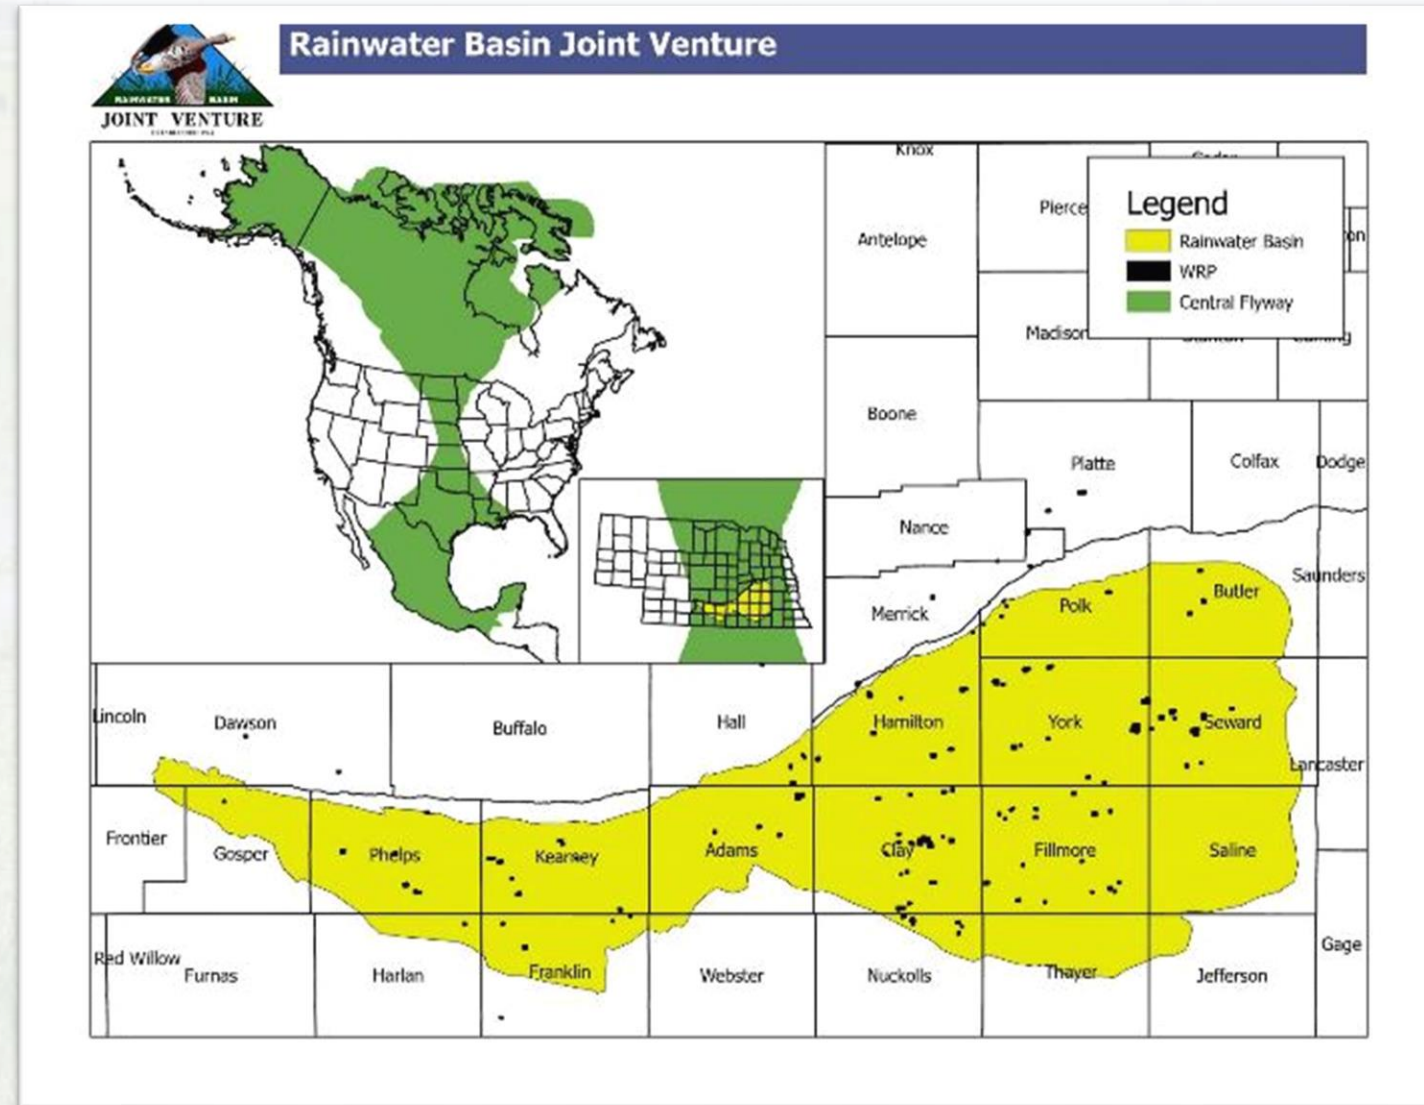 Rainwater Basin Joint Venture
RAINWATER BASIN
JOINT VENTURE
Knox
Pierce
Antelope
Legend
Rainwater Basin
WRP
Central Flyway
Madison
Boone
Platte
Colfax
Dodge
Nance
Merrick
Polk
Butler
Saunders
Lincoln
Dawson
Buffalo
Hall
Hamilton
York
Seward
Lancaster
Frontier
Gosper
Phelps
Kearney
Adams
Clay
Fillmore
Saline
Red Willow
Furnas
Harlan
Franklin
Webster
Nuckolls
Thayer
Jefferson
Gage